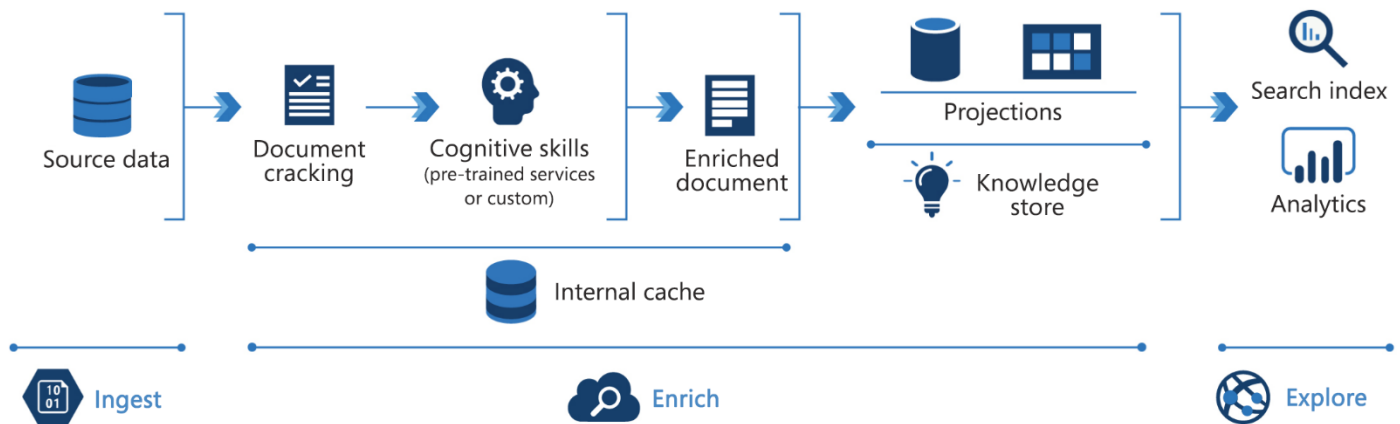 Source data
Document
cracking
Cognitive skills
(pre-trained services
or custom)
Enriched
document
Projections
Knowledge
store
Search index
Analytics
Internal cache
10
01
Ingest
Enrich
Explore